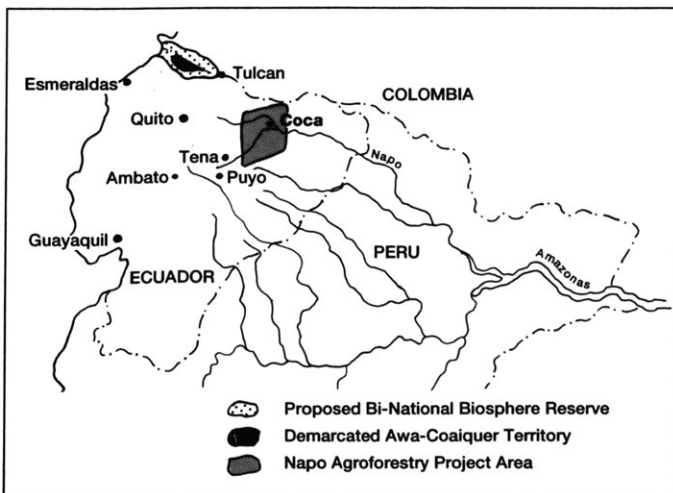 Tulcan
Esmeraldas
COLOMBIA
Quito
Coca
Tena
Napo
Ambato
Puyo
Guayaquil
PERU
Amazonas
ECUADOR
Proposed Bi-National Biosphere Reserve
Demarcated Awa-Coaiquer Territory
Napo Agroforestry Project Area